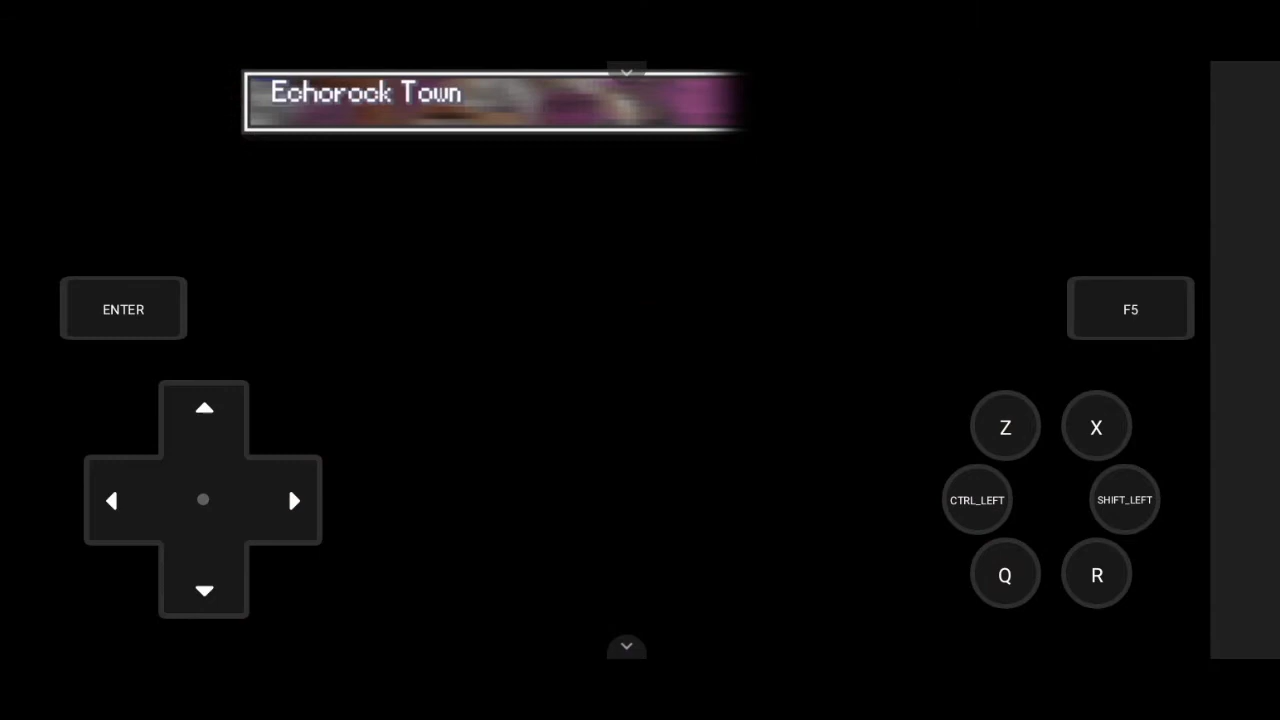 Echorock Town
ENTER
F5
Z
X
CTRL_LEFT
SHIFT_LEFT
Q
R